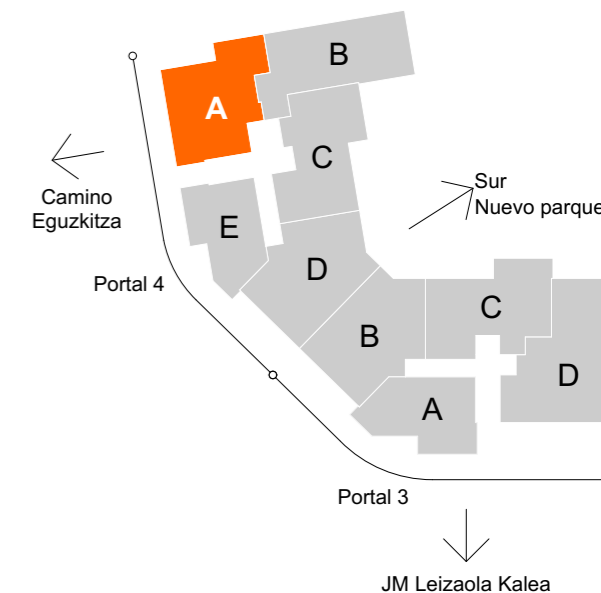 B
A
C
Camino
Eguzkitza
Sur
Nuevo parque
E
D
Portal 4
C
B
D
A
Portal 3
JM Leizaola Kalea